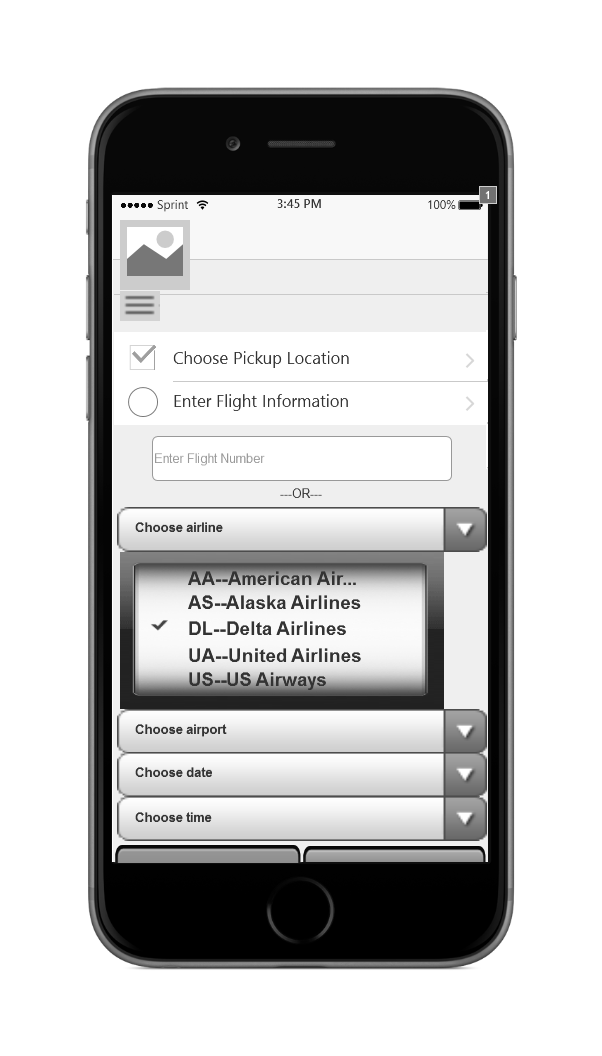 1
Sprint 3:45 PM 100%
Choose Pickup Location
Enter Flight Information
Enter Flight Number
---OR---
Choose airline
AA--American Air...
AS--Alaska Airlines
DL--Delta Airlines
UA--United Airlines
US--US Airways
Choose airport
Choose date
Choose time